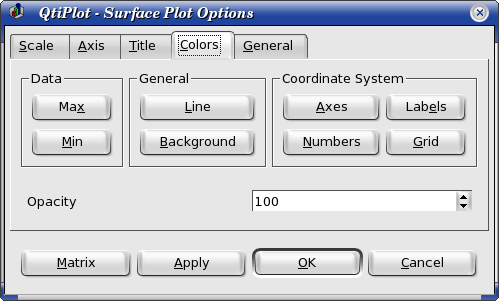 QtiPlot - Surface Plot Options
Scale Axis Title Colors General
Data General Coordinate System
Max Line Axes Labels
Min Background Numbers Grid
Opacity 100
Matrix Apply OK Cancel